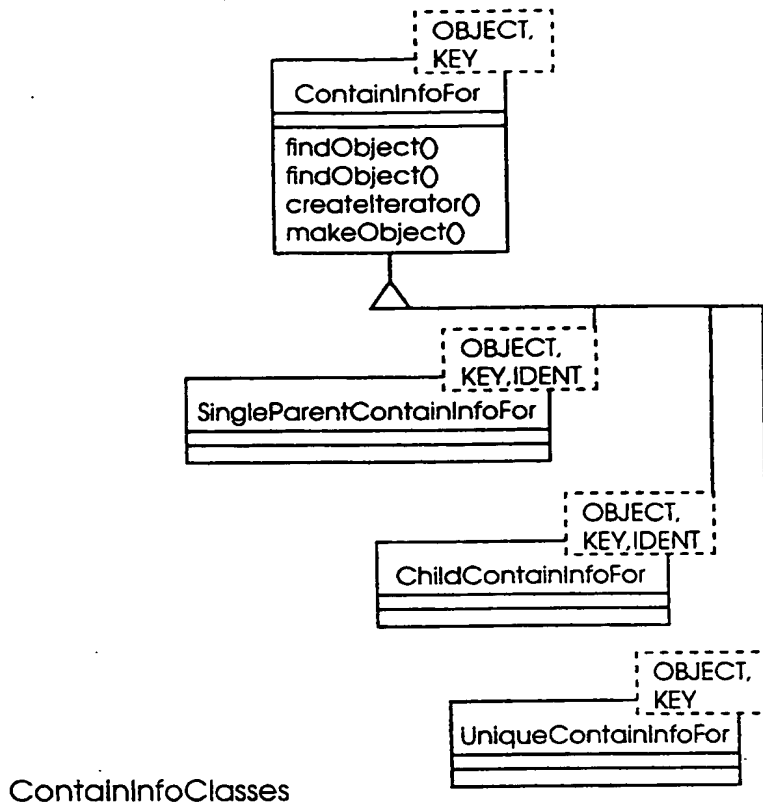 OBJECT,
KEY
ContainInfoFor
findObject()
findObject()
createIterator()
makeObject()
OBJECT,
KEY,IDENT
SingleParentContainInfoFor
OBJECT,
KEY,IDENT
ChildContainInfoFor
OBJECT,
KEY
UniqueContainInfoFor
ContainInfoClasses